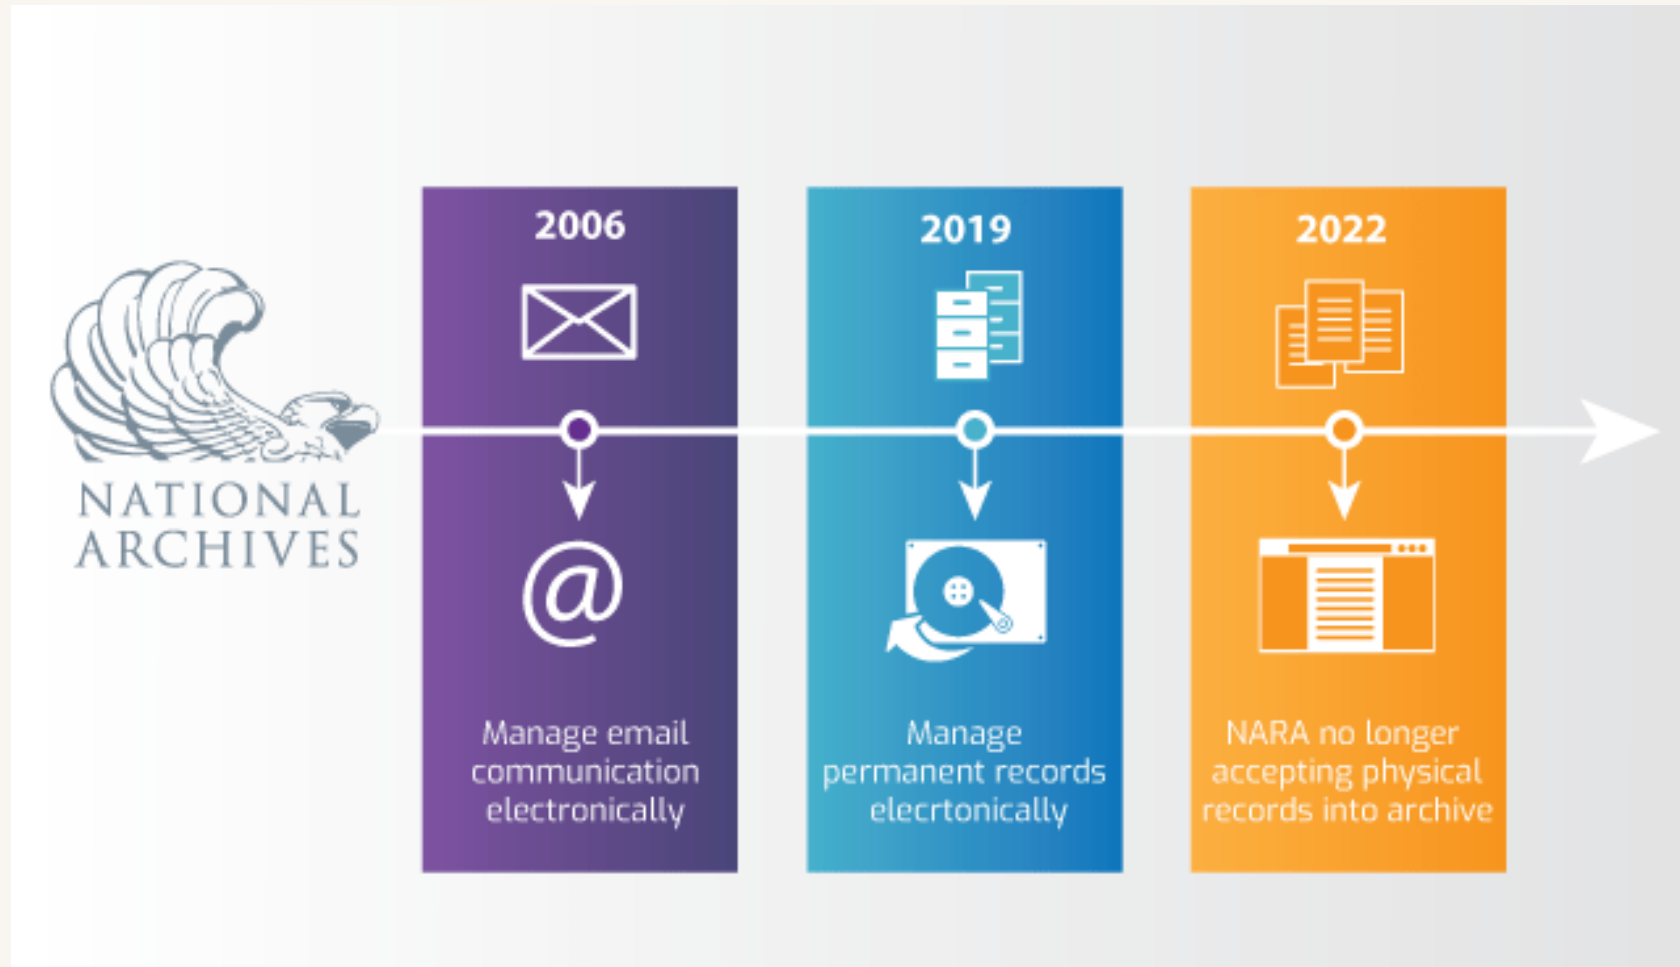 NATIONAL
ARCHIVES
2006
@
Manage email
communication
electronically
2019
Manage
permanent records
elecrtonically
2022
NARA no longer
accepting physical
records into archive